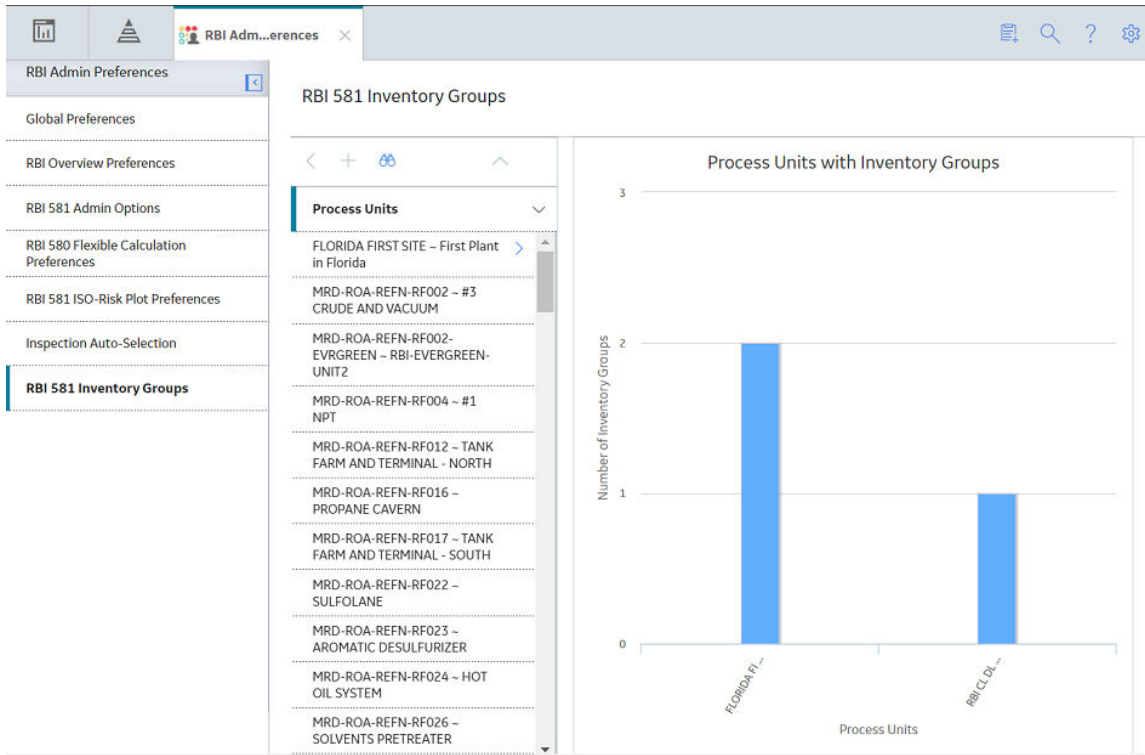 RBI Adm...erences
RBI Admin Preferences
Global Preferences
RBI Overview Preferences
RBI 581 Admin Options
RBI 580 Flexible Calculation
Preferences
RBI 581 ISO-Risk Plot Preferences
Inspection Auto-Selection
RBI 581 Inventory Groups
RBI 581 Inventory Groups
Process Units
FLORIDA FIRST SITE ~ First Plant
in Florida
MRD-ROA-REFN-RF002 ~ #3
CRUDE AND VACUUM
MRD-ROA-REFN-RF002-
EVRGREEN ~ RBI-EVERGREEN-
UNIT2
MRD-ROA-REFN-RF004 ~ #1
NPT
MRD-ROA-REFN-RF012 ~ TANK
FARM AND TERMINAL - NORTH
MRD-ROA-REFN-RF016 ~
PROPANE CAVERN
MRD-ROA-REFN-RF017 ~ TANK
FARM AND TERMINAL - SOUTH
MRD-ROA-REFN-RF022 ~
SULFOLANE
MRD-ROA-REFN-RF023 ~
AROMATIC DESULFURIZER
MRD-ROA-REFN-RF024 ~ HOT
OIL SYSTEM
MRD-ROA-REFN-RF026 ~
SOLVENTS PRETREATER
Process Units with Inventory Groups
Number of Inventory Groups
3
2
1
0
FLORIDA FI ...
RBI CL DL ...
Process Units